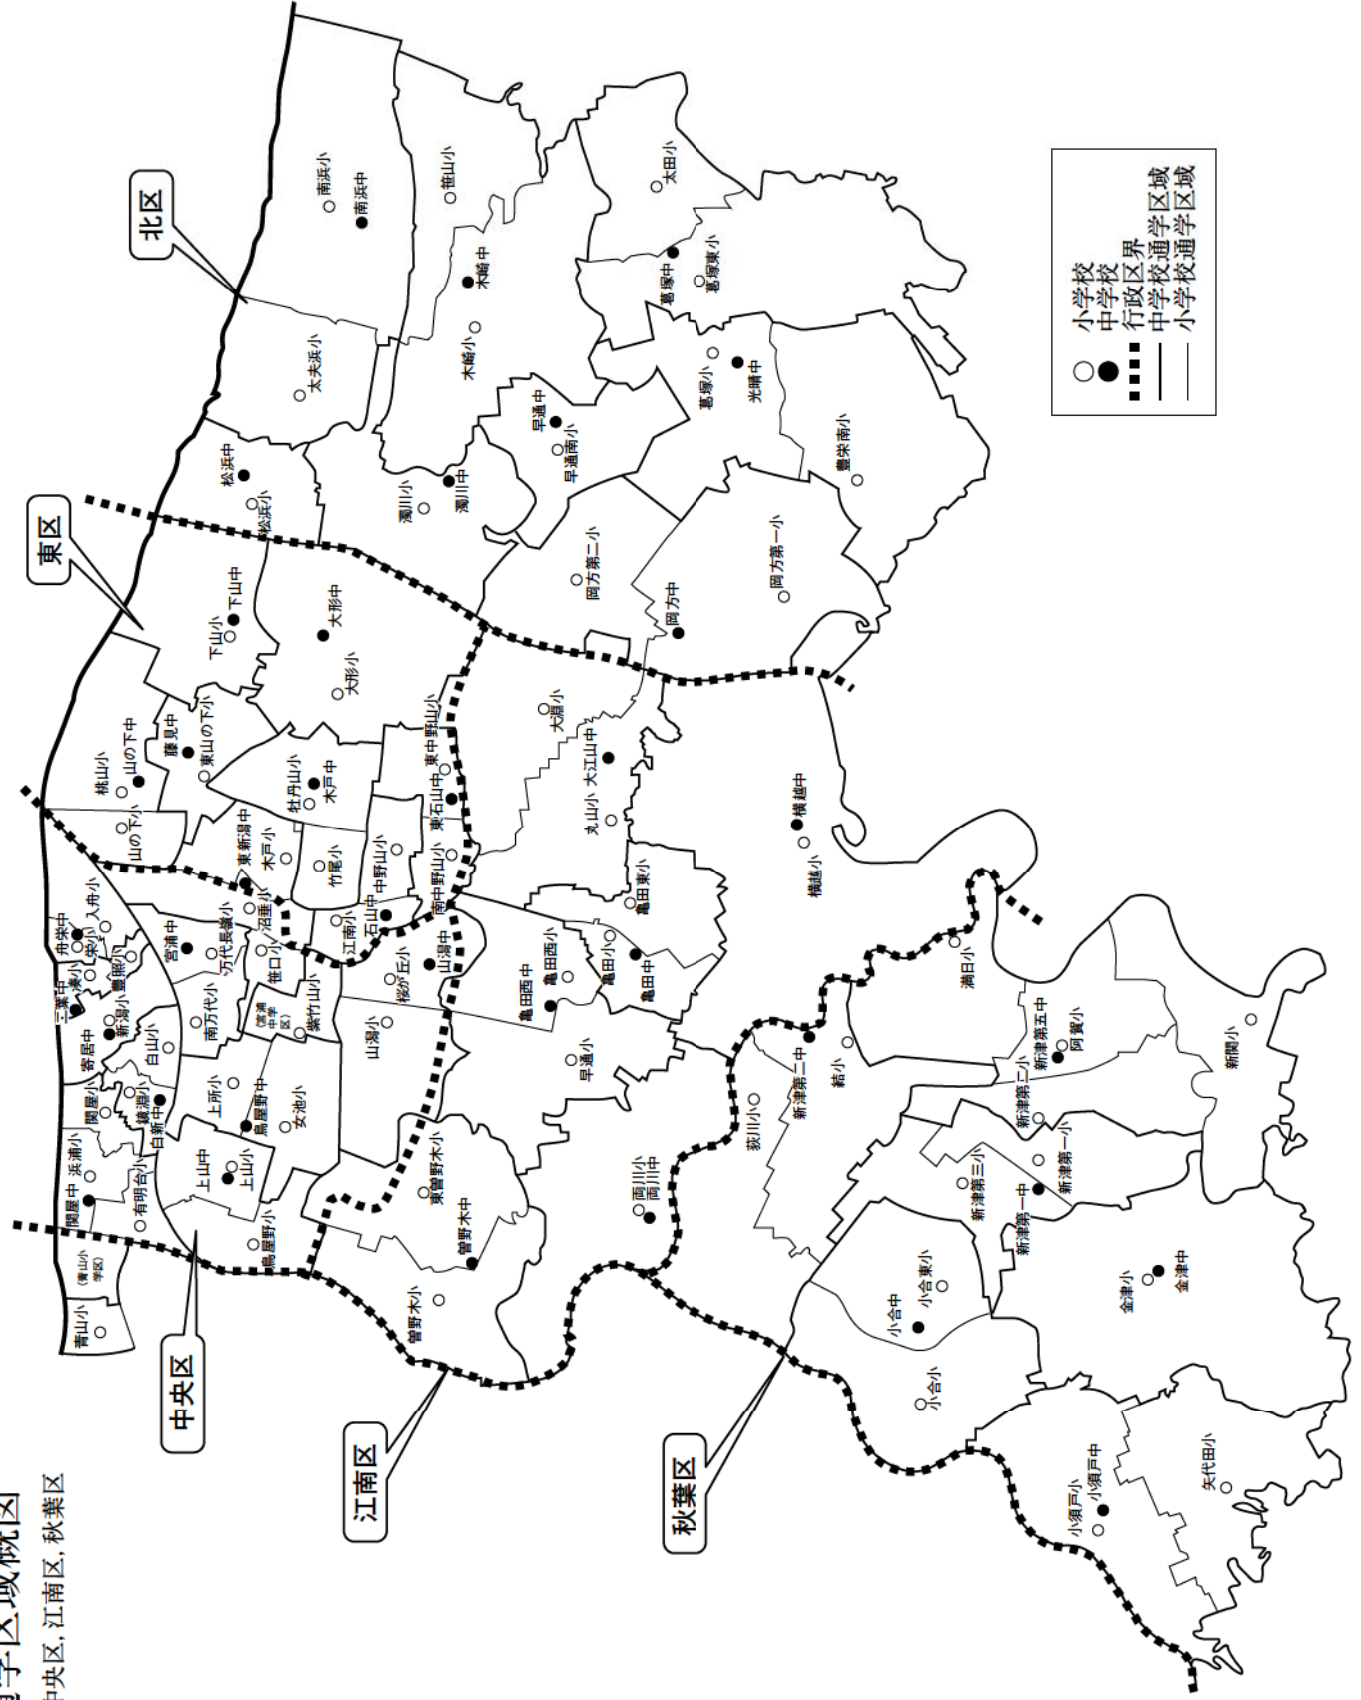 通学区域概図
中央区, 江南区, 秋葉区
北区
東区
中央区
江南区
秋葉区
南浜小
南浜中
笹山小
木崎中
木崎小
太夫浜小
太田小
葛塚中
葛塚東小
葛塚小
光晴中
豊栄南小
早通中
早通南小
松浜中
松浜小
濁川小
濁川中
岡方第二小
岡方第一小
岡方中
下山小
下山中
大形中
大形小
桃山小
山の下中
藤見中
東山の下小
山の下小
牡丹山小
木戸中
東新潟中
木戸小
竹尾小
中野山小
東中野山小
東石山中
南中野山小
江南小
石山中
沼垂小
大淵小
大江山中
丸山小
横越中
横越小
亀田東小
亀田小
亀田中
亀田西小
亀田西中
早通小
両川小
両川中
東曽野木小
曽野木中
曽野木小
入舟小
舟栄中
栄小
湊小
豊照小
二葉中
新潟小
寄居中
白山小
関屋小
鏡淵小
白新中
浜浦小
関屋中
有明台小
(青山小
学区)
青山小
宮浦中
万代長嶺小
笹口小
南万代小
(宮浦
中学
区)
紫竹山小
桜が丘小
山潟中
山潟小
上所小
鳥屋野中
女池小
上山中
上山小
鳥屋野小
満日小
新津第二中
結小
荻川小
新津第五中
阿賀小
新関小
新津第二小
新津第一小
新津第三小
新津第一中
小合東小
小合中
小合小
金津小
金津中
小須戸小
小須戸中
矢代田小
小学校
中学校
行政区界
中学校通学区域
小学校通学区域